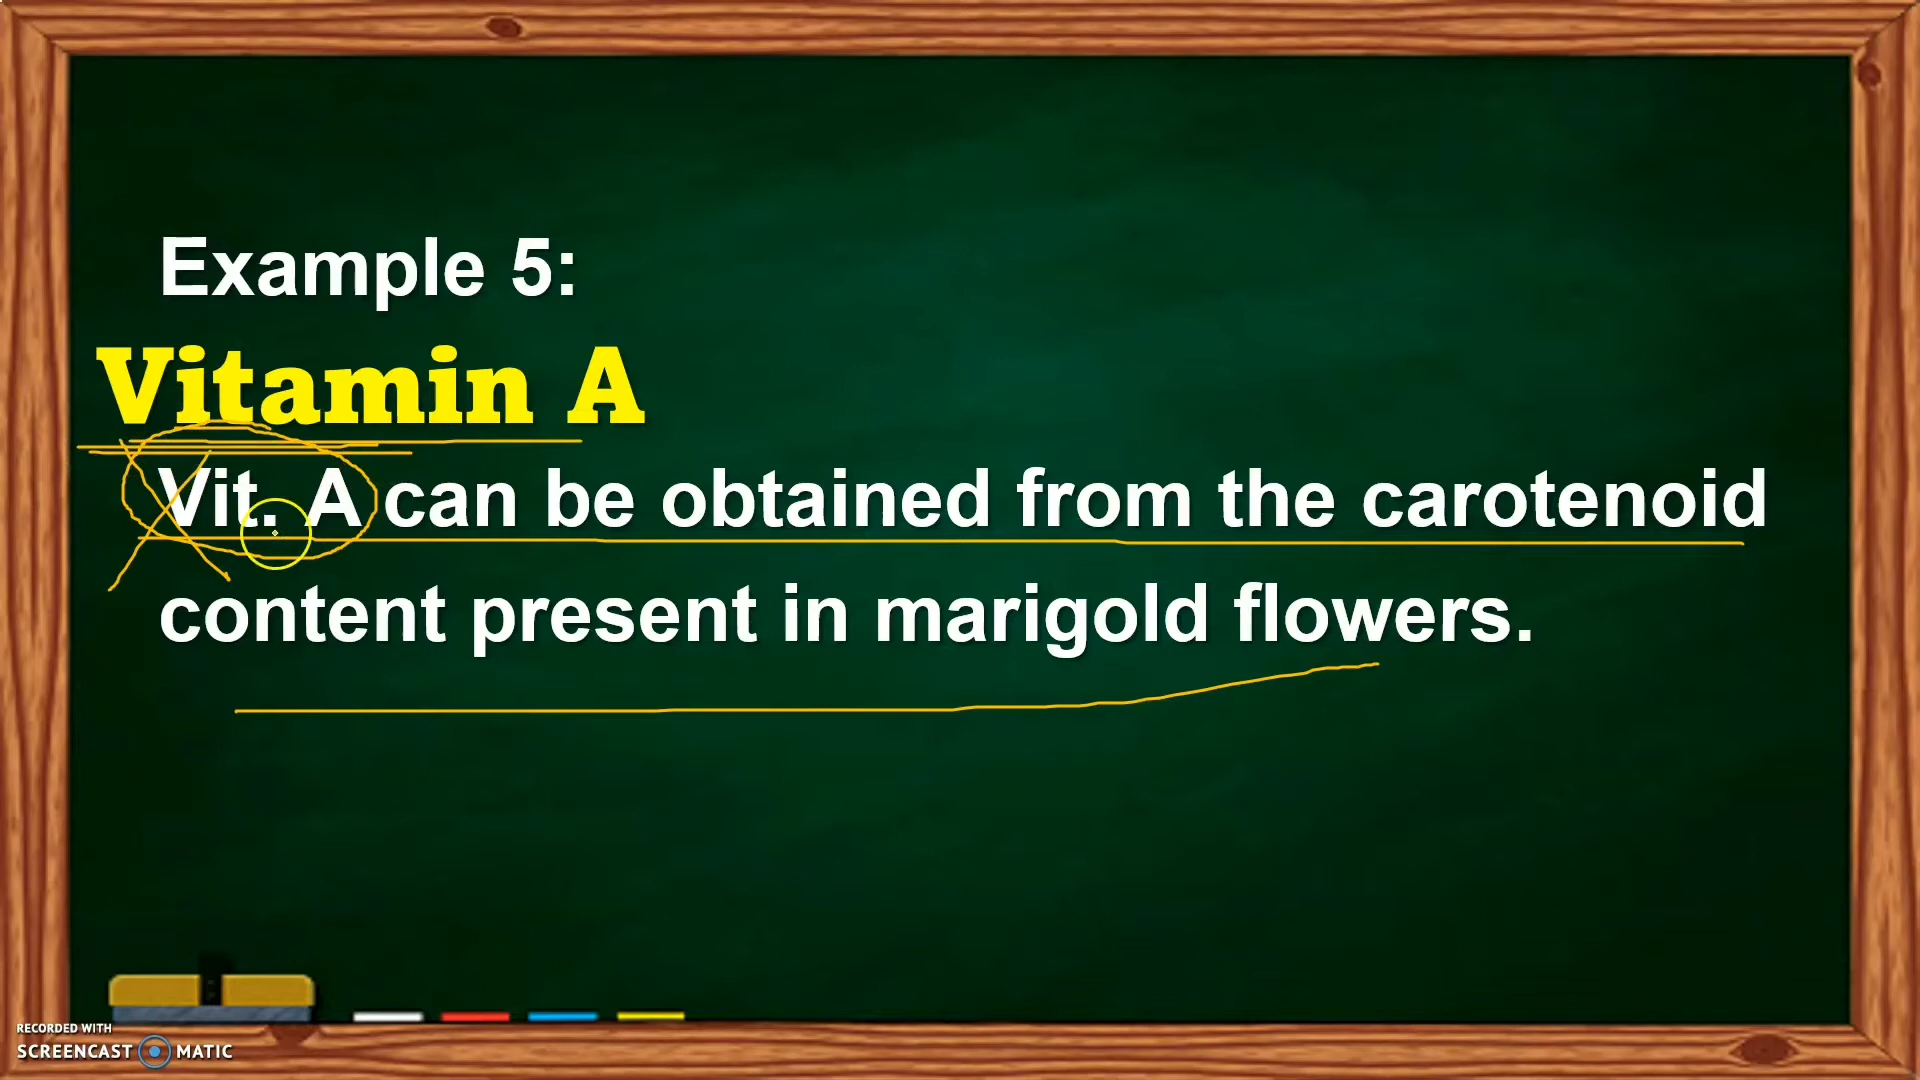 Example 5:
Vitamin A
Vit. A can be obtained from the carotenoid
content present in marigold flowers.
RECORDED WITH
SCREENCAST MATIC